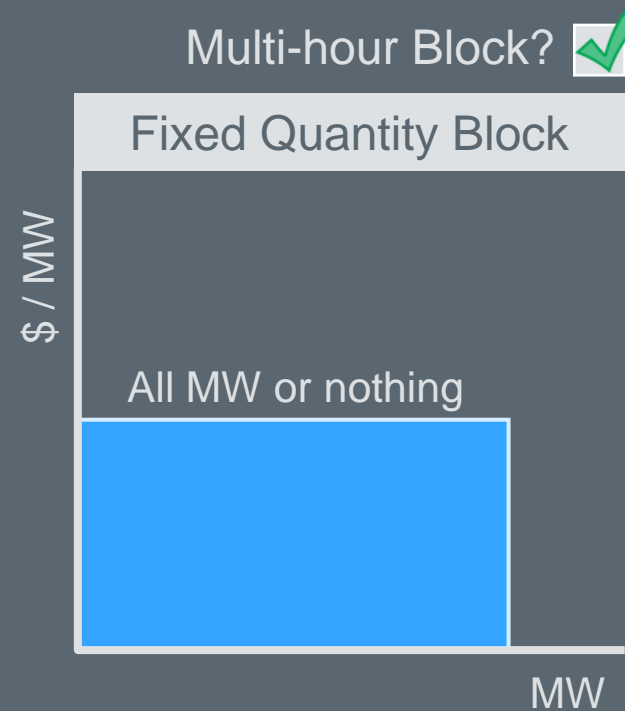 Multi-hour Block?
Fixed Quantity Block
$ / MW
All MW or nothing
MW